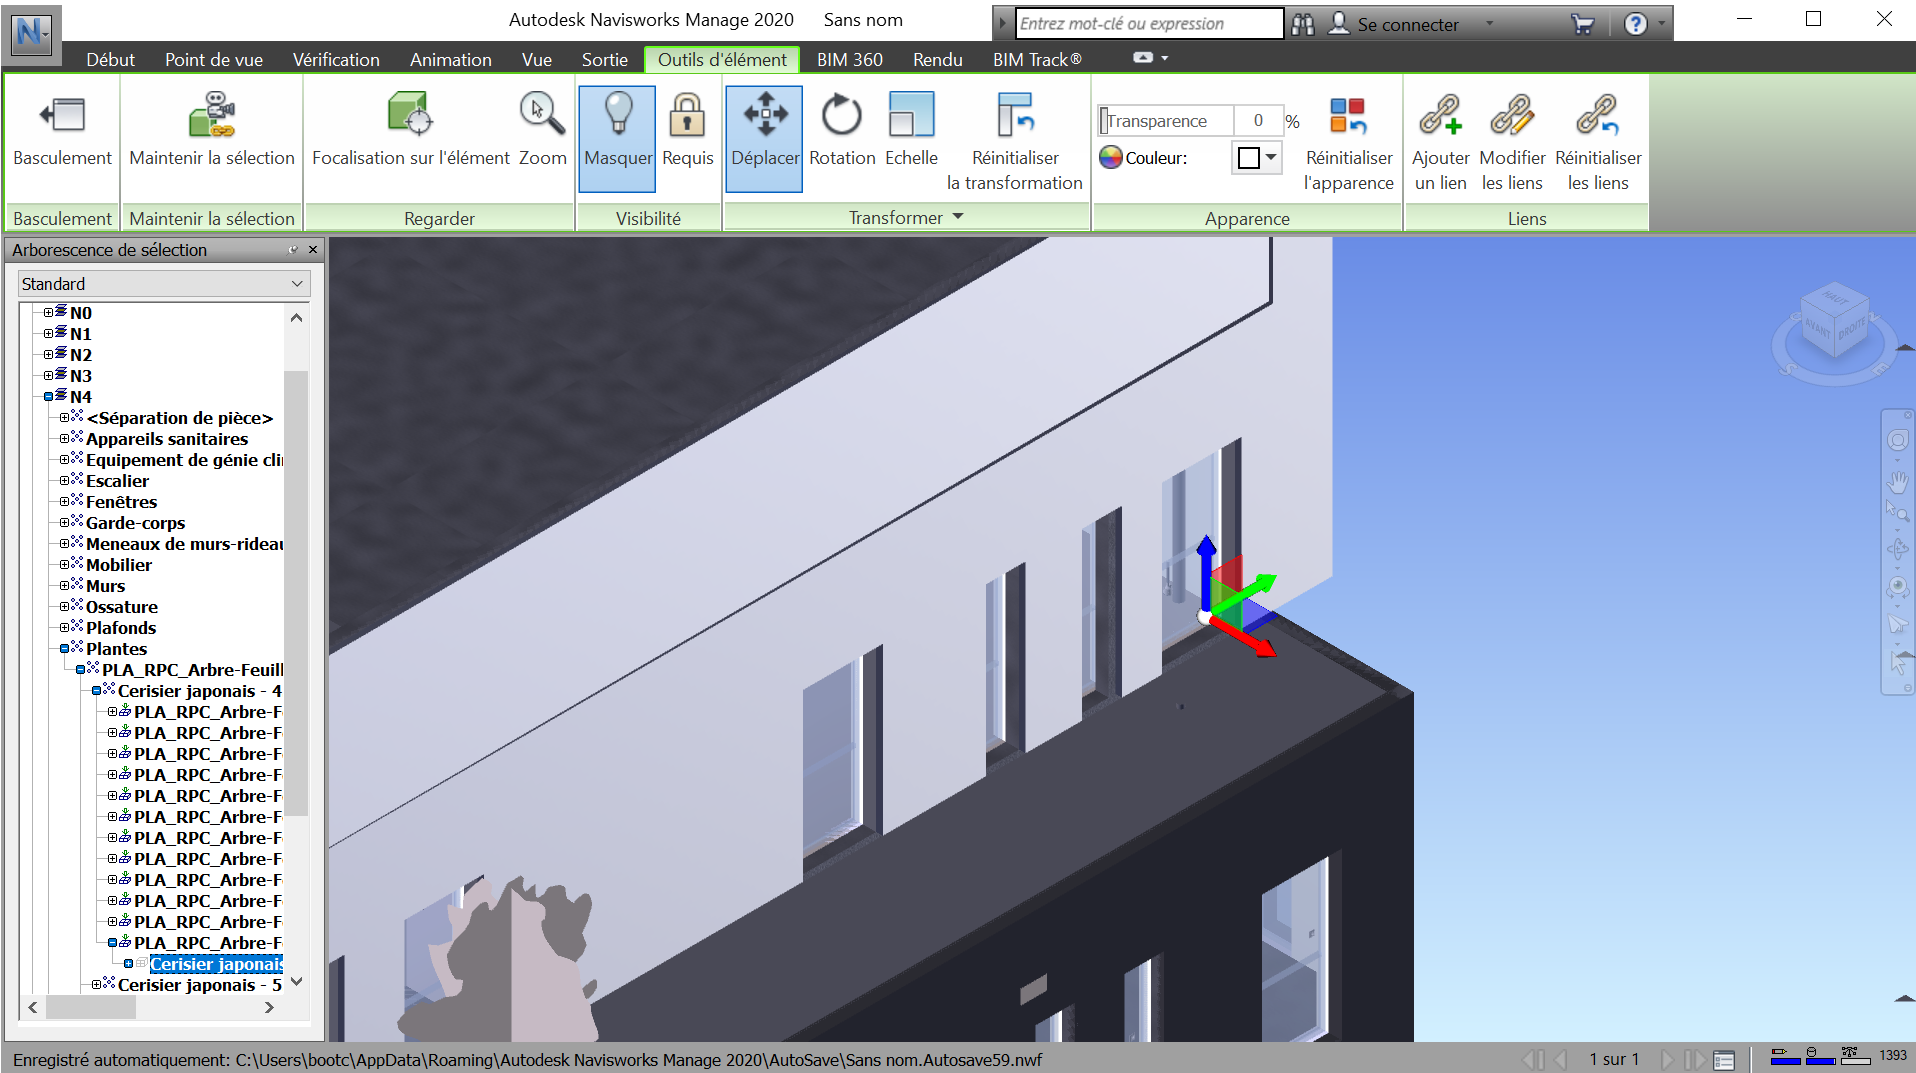 Autodesk Navisworks Manage 2020 Sans nom
Entrez mot-clé ou expression
Se connecter
Début Point de vue Vérification Animation Vue Sortie Outils d'élément BIM 360 Rendu BIM Track®
Basculement
Maintenir la sélection
Focalisation sur l'élément
Zoom
Masquer
Requis
Déplacer
Rotation
Echelle
Réinitialiser
la transformation
Transparence 0 %
Couleur:
Réinitialiser
l'apparence
Ajouter
un lien
Modifier
les liens
Réinitialiser
les liens
Basculement Maintenir la sélection Regarder Visibilité Transformer Apparence Liens
Arborescence de sélection
Standard
N0
N1
N2
N3
N4
<Séparation de pièce>
Appareils sanitaires
Equipement de génie cli
Escalier
Fenêtres
Garde-corps
Meneaux de murs-rideau
Mobilier
Murs
Ossature
Plafonds
Plantes
PLA_RPC_Arbre-Feuill
Cerisier japonais - 4
PLA_RPC_Arbre-F
PLA_RPC_Arbre-F
PLA_RPC_Arbre-F
PLA_RPC_Arbre-F
PLA_RPC_Arbre-F
PLA_RPC_Arbre-F
PLA_RPC_Arbre-F
PLA_RPC_Arbre-F
PLA_RPC_Arbre-F
PLA_RPC_Arbre-F
PLA_RPC_Arbre-F
PLA_RPC_Arbre-F
Cerisier japonais
Cerisier japonais - 5
HAUT
AVANT
DROITE
S
E
Enregistré automatiquement: C:\Users\bootc\AppData\Roaming\Autodesk Navisworks Manage 2020\AutoSave\Sans nom.Autosave59.nwf
1 sur 1
1393